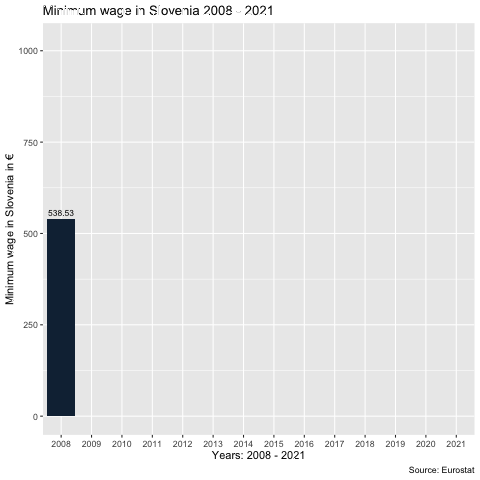 Minimum wage in Slovenia 2008 - 2021
1000
750
500
250
0
Minimum wage in Slovenia in €
538.53
2008 2009 2010 2011 2012 2013 2014 2015 2016 2017 2018 2019 2020 2021
Years: 2008 - 2021
Source: Eurostat